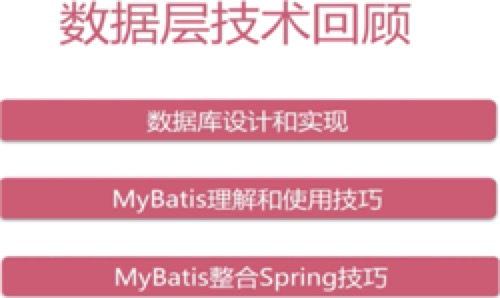 数据层技术回顾
数据库设计和实现
MyBatis理解和使用技巧
MyBatis整合Spring技巧